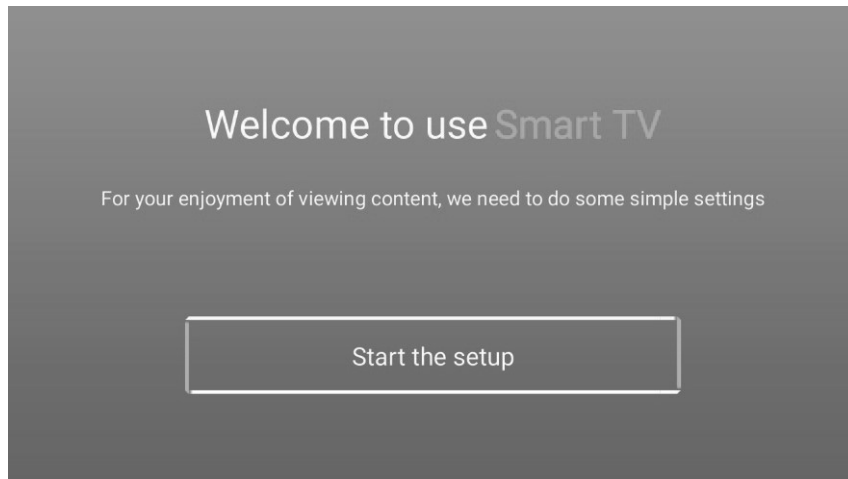 Welcome to use Smart TV
For your enjoyment of viewing content, we need to do some simple settings
Start the setup